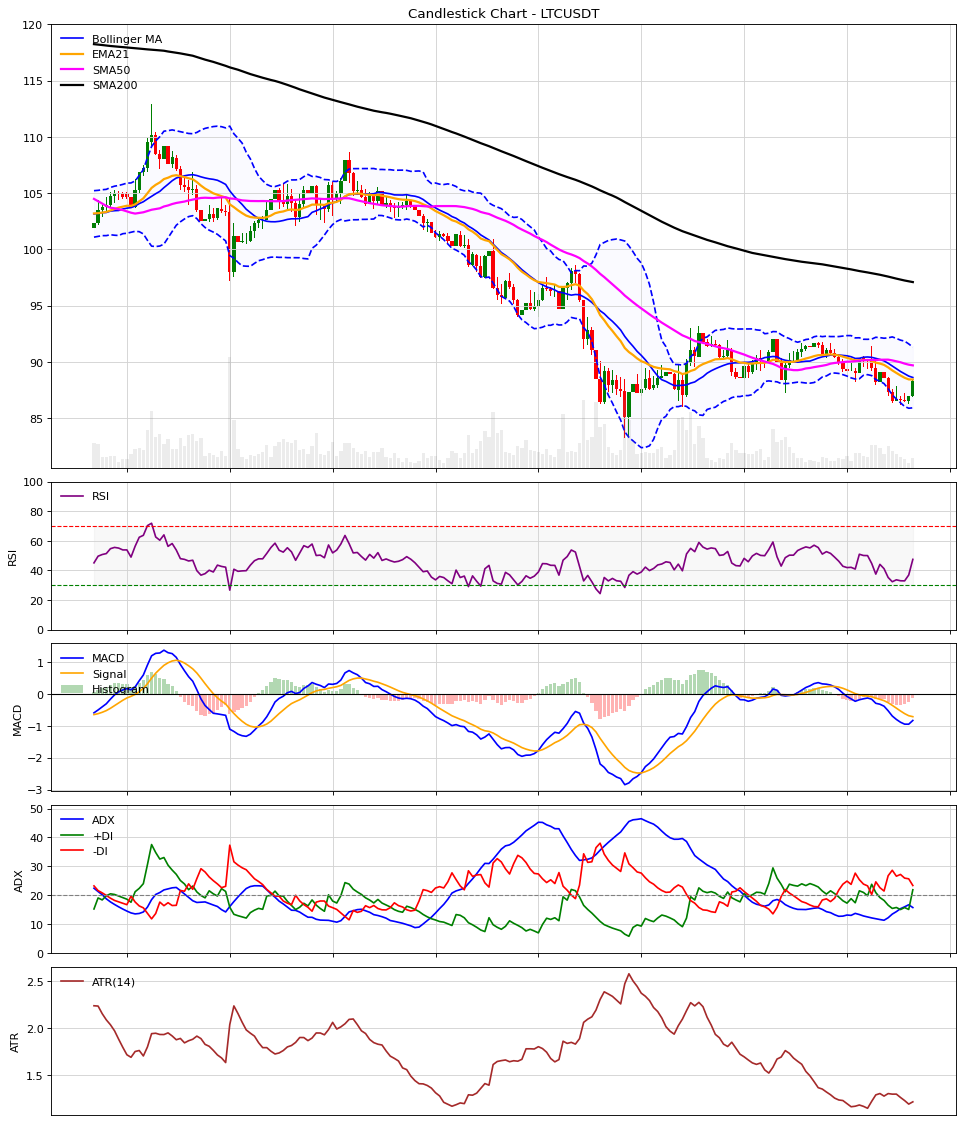 Candlestick Chart - LTCUSDT
120
115
110
105
100
95
90
85
Bollinger MA
EMA21
SMA50
SMA200
RSI
100
80
60
40
20
0
RSI
MACD
1
0
−1
−2
−3
MACD
Signal
Histogram
ADX
50
40
30
20
10
0
ADX
+DI
-DI
ATR
2.5
2.0
1.5
ATR(14)